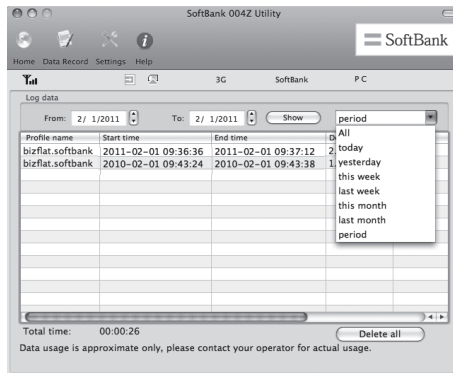 SoftBank 004Z Utility
SoftBank
Home Data Record Settings Help
3G SoftBank PC
Log data
From: 2/ 1/2011 To: 2/ 1/2011 Show period
All
today
yesterday
this week
last week
this month
last month
period
Profile name Start time End time
bizflat.softbank 2011-02-01 09:36:36 2011-02-01 09:37:12 2
bizflat.softbank 2010-02-01 09:43:24 2010-02-01 09:43:38 1
Total time: 00:00:26
Delete all
Data usage is approximate only, please contact your operator for actual usage.